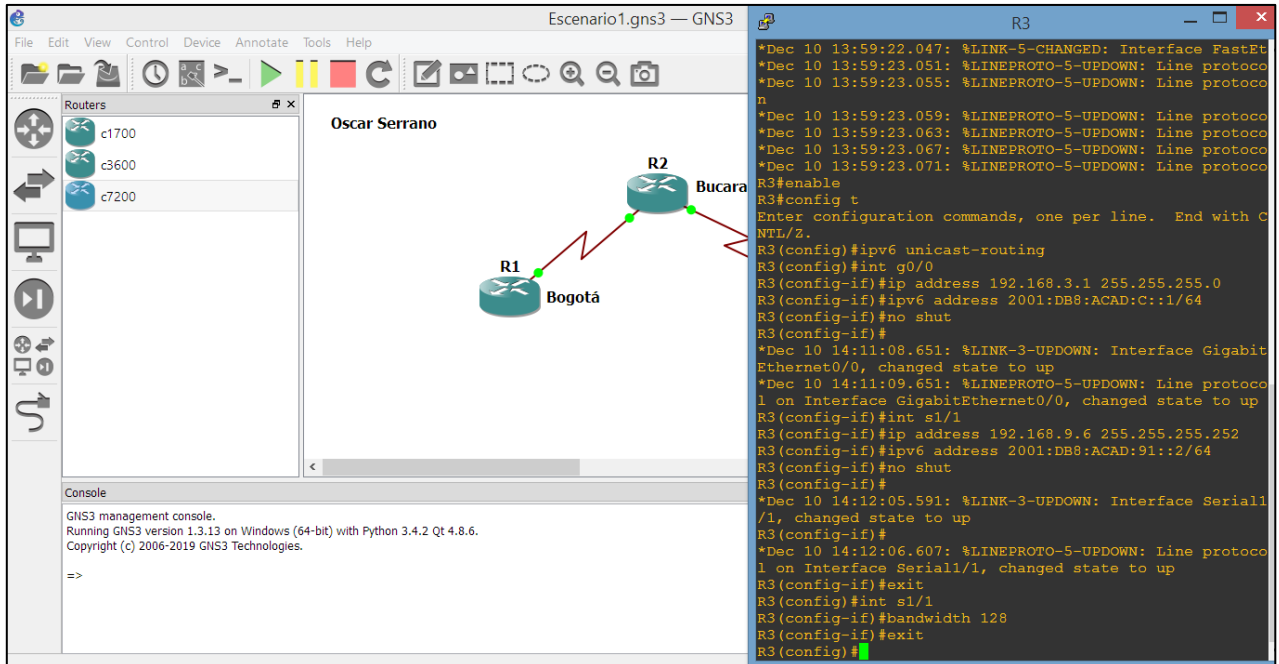 Escenario1.gns3 — GNS3
File Edit View Control Device Annotate Tools Help
Routers
c1700
c3600
c7200
Oscar Serrano
R2
Bucara
R1
Bogotá
Console
GNS3 management console.
Running GNS3 version 1.3.13 on Windows (64-bit) with Python 3.4.2 Qt 4.8.6.
Copyright (c) 2006-2019 GNS3 Technologies.
=>
R3
*Dec 10 13:59:22.047: %LINK-5-CHANGED: Interface FastEt
*Dec 10 13:59:23.051: %LINEPROTO-5-UPDOWN: Line protoco
*Dec 10 13:59:23.055: %LINEPROTO-5-UPDOWN: Line protoco
n
*Dec 10 13:59:23.059: %LINEPROTO-5-UPDOWN: Line protoco
*Dec 10 13:59:23.063: %LINEPROTO-5-UPDOWN: Line protoco
*Dec 10 13:59:23.067: %LINEPROTO-5-UPDOWN: Line protoco
*Dec 10 13:59:23.071: %LINEPROTO-5-UPDOWN: Line protoco
R3#enable
R3#config t
Enter configuration commands, one per line.  End with C
NTL/Z.
R3(config)#ipv6 unicast-routing
R3(config)#int g0/0
R3(config-if)#ip address 192.168.3.1 255.255.255.0
R3(config-if)#ipv6 address 2001:DB8:ACAD:C::1/64
R3(config-if)#no shut
R3(config-if)#
*Dec 10 14:11:08.651: %LINK-3-UPDOWN: Interface Gigabit
Ethernet0/0, changed state to up
*Dec 10 14:11:09.651: %LINEPROTO-5-UPDOWN: Line protoco
l on Interface GigabitEthernet0/0, changed state to up
R3(config-if)#int s1/1
R3(config-if)#ip address 192.168.9.6 255.255.255.252
R3(config-if)#ipv6 address 2001:DB8:ACAD:91::2/64
R3(config-if)#no shut
R3(config-if)#
*Dec 10 14:12:05.591: %LINK-3-UPDOWN: Interface Serial1
/1, changed state to up
R3(config-if)#
*Dec 10 14:12:06.607: %LINEPROTO-5-UPDOWN: Line protoco
l on Interface Serial1/1, changed state to up
R3(config-if)#exit
R3(config)#int s1/1
R3(config-if)#bandwidth 128
R3(config-if)#exit
R3(config)#